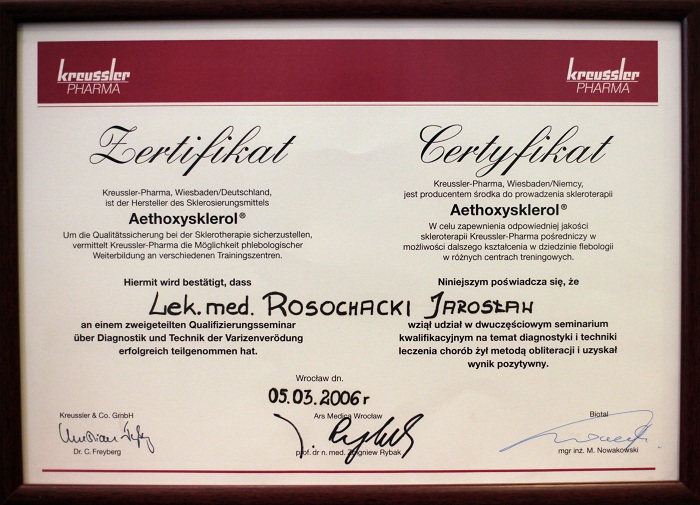 kreussler
PHARMA
kreussler
PHARMA
Zertifikat
Kreussler-Pharma, Wiesbaden/Deutschland,
ist der Hersteller des Sklerosierungsmittels
Aethoxysklerol®
Um die Qualitätssicherung bei der Sklerotherapie sicherzustellen,
vermittelt Kreussler-Pharma die Möglichkeit phlebologischer
Weiterbildung an verschiedenen Trainingszentren.
Hiermit wird bestätigt, dass
Certyfikat
Kreussler-Pharma, Wiesbaden/Niemcy,
jest producentem środka do prowadzenia skleroterapii
Aethoxysklerol®
W celu zapewnienia odpowiedniej jakości
skleroterapii Kreussler-Pharma pośredniczy w
możliwości dalszego kształcenia w dziedzinie flebologii
w różnych centrach treningowych.
Niniejszym poświadcza się, że
Lek. med. ROSOCHACKI JAROSŁAW
an einem zweigeteilten Qualifizierungsseminar
über Diagnostik und Technik der Varizenverödung
erfolgreich teilgenommen hat.
wziął udział w dwuczęściowym seminarium
kwalifikacyjnym na temat diagnostyki i techniki
leczenia chorób żył metodą obliteracji i uzyskał
wynik pozytywny.
Wrocław dn.
05.03.2006 r
Kreussler & Co. GmbH
Dr. C. Freyberg
Ars Medica Wrocław
prof. dr n. med. Zbigniew Rybak
Biotal
mgr inż. M. Nowakowski